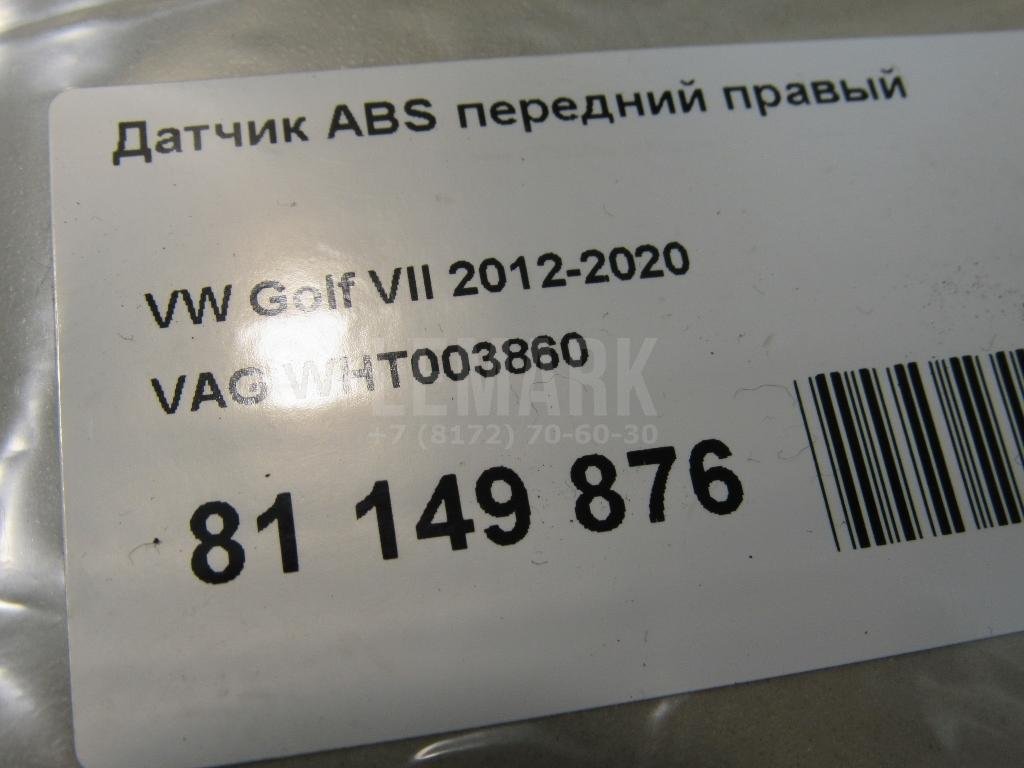 Датчик ABS передний правый
VW Golf VII 2012-2020
VAG WHT003860
LEMARK
+7 (8172) 70-60-30
81 149 876